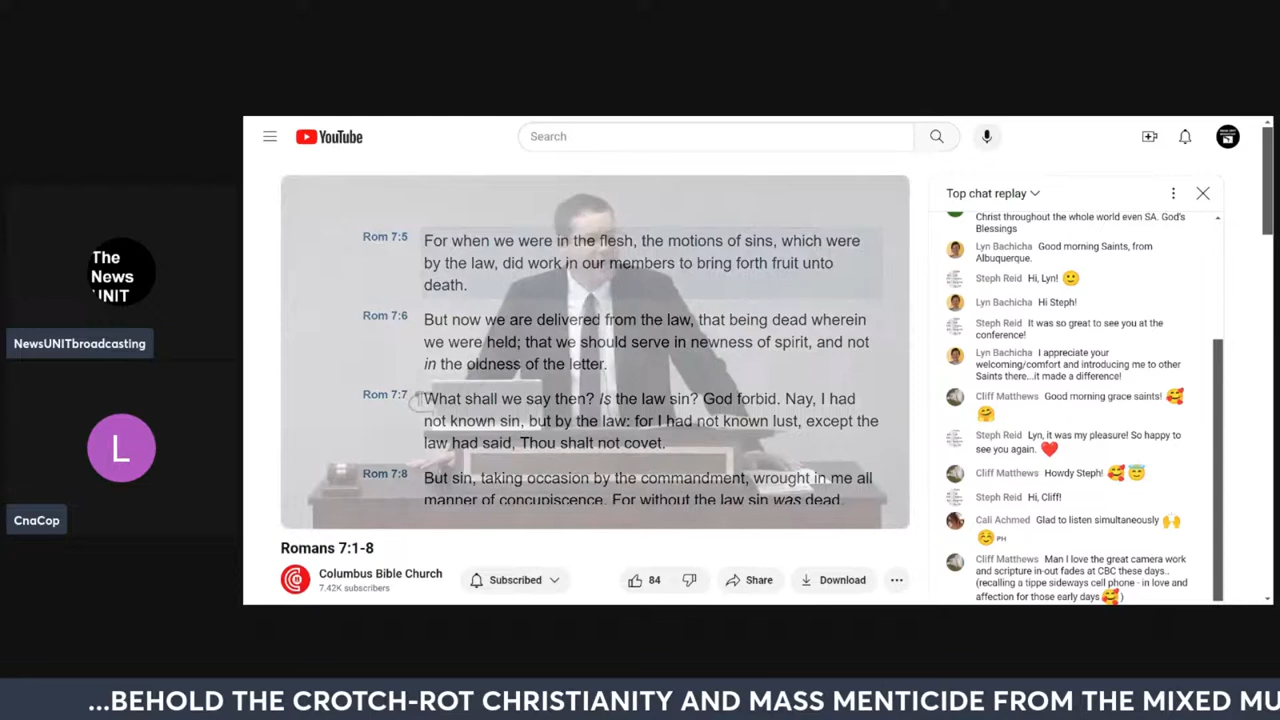 The
News
UNIT
NewsUNITbroadcasting
L
CnaCop
YouTube
Search
Rom 7:5
For when we were in the flesh, the motions of sins, which were
by the law, did work in our members to bring forth fruit unto
death.
Rom 7:6
But now we are delivered from the law, that being dead wherein
we were held; that we should serve in newness of spirit, and not
in the oldness of the letter.
Rom 7:7
¶ What shall we say then? Is the law sin? God forbid. Nay, I had
not known sin, but by the law: for I had not known lust, except the
law had said, Thou shalt not covet.
Rom 7:8
But sin, taking occasion by the commandment, wrought in me all
manner of concupiscence. For without the law sin was dead.
Romans 7:1-8
Columbus Bible Church
7.42K subscribers
Subscribed
84
Share
Download
Top chat replay
Christ throughout the whole world even SA. God's
Blessings
Lyn Bachicha Good morning Saints, from
Albuquerque.
Steph Reid Hi, Lyn!
Lyn Bachicha Hi Steph!
Steph Reid It was so great to see you at the
conference!
Lyn Bachicha I appreciate your
welcoming/comfort and introducing me to other
Saints there...it made a difference!
Cliff Matthews Good morning grace saints! 🥰
🤗
Steph Reid Lyn, it was my pleasure! So happy to
see you again. ❤️
Cliff Matthews Howdy Steph! 🥰 😇
Steph Reid Hi, Cliff!
Cali Achmed Glad to listen simultaneously 🙌
☺️ PH
Cliff Matthews Man I love the great camera work
and scripture in-out fades at CBC these days..
(recalling a tippe sideways cell phone - in love and
affection for those early days 🥰 )
...BEHOLD THE CROTCH-ROT CHRISTIANITY AND MASS MENTICIDE FROM THE MIXED MU